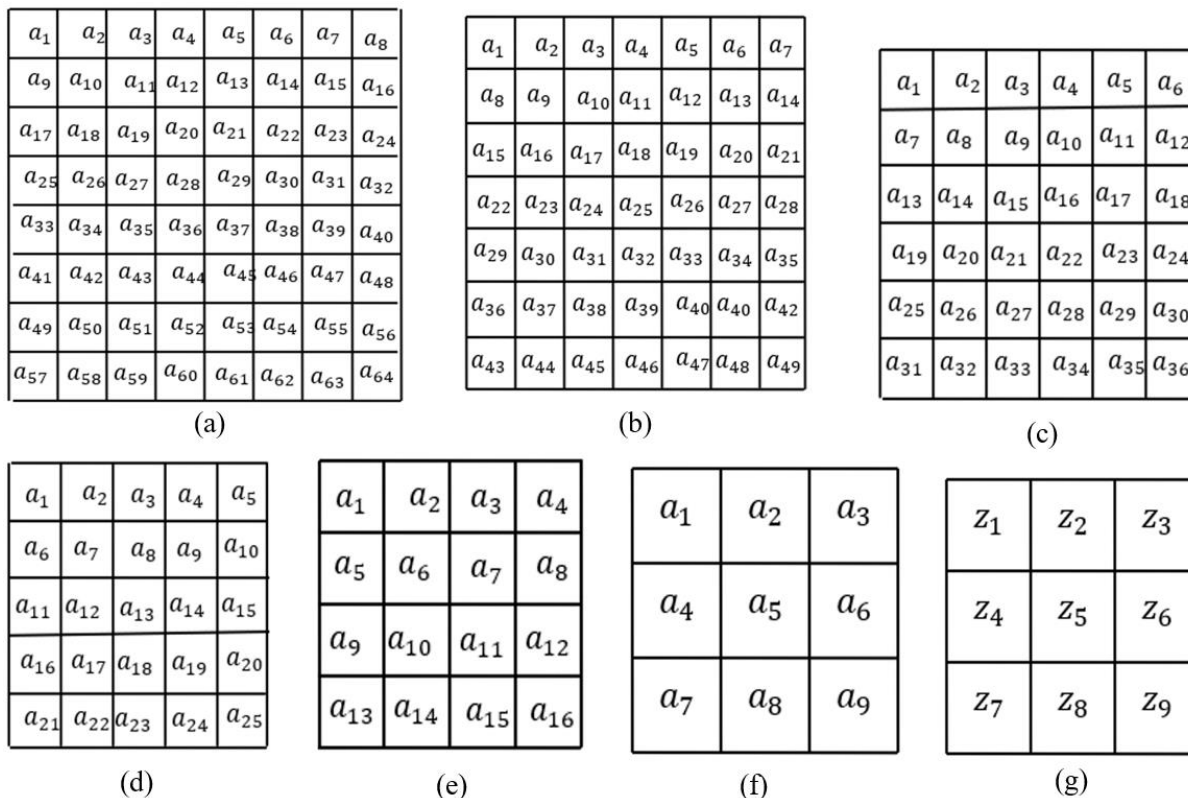 a₁ a₂ a₃ a₄ a₅ a₆ a₇ a₈
a₉ a₁₀ a₁₁ a₁₂ a₁₃ a₁₄ a₁₅ a₁₆
a₁₇ a₁₈ a₁₉ a₂₀ a₂₁ a₂₂ a₂₃ a₂₄
a₂₅ a₂₆ a₂₇ a₂₈ a₂₉ a₃₀ a₃₁ a₃₂
a₃₃ a₃₄ a₃₅ a₃₆ a₃₇ a₃₈ a₃₉ a₄₀
a₄₁ a₄₂ a₄₃ a₄₄ a₄₅ a₄₆ a₄₇ a₄₈
a₄₉ a₅₀ a₅₁ a₅₂ a₅₃ a₅₄ a₅₅ a₅₆
a₅₇ a₅₈ a₅₉ a₆₀ a₆₁ a₆₂ a₆₃ a₆₄
(a)
a₁ a₂ a₃ a₄ a₅ a₆ a₇
a₈ a₉ a₁₀ a₁₁ a₁₂ a₁₃ a₁₄
a₁₅ a₁₆ a₁₇ a₁₈ a₁₉ a₂₀ a₂₁
a₂₂ a₂₃ a₂₄ a₂₅ a₂₆ a₂₇ a₂₈
a₂₉ a₃₀ a₃₁ a₃₂ a₃₃ a₃₄ a₃₅
a₃₆ a₃₇ a₃₈ a₃₉ a₄₀ a₄₀ a₄₂
a₄₃ a₄₄ a₄₅ a₄₆ a₄₇ a₄₈ a₄₉
(b)
a₁ a₂ a₃ a₄ a₅ a₆
a₇ a₈ a₉ a₁₀ a₁₁ a₁₂
a₁₃ a₁₄ a₁₅ a₁₆ a₁₇ a₁₈
a₁₉ a₂₀ a₂₁ a₂₂ a₂₃ a₂₄
a₂₅ a₂₆ a₂₇ a₂₈ a₂₉ a₃₀
a₃₁ a₃₂ a₃₃ a₃₄ a₃₅ a₃₆
(c)
a₁ a₂ a₃ a₄ a₅
a₆ a₇ a₈ a₉ a₁₀
a₁₁ a₁₂ a₁₃ a₁₄ a₁₅
a₁₆ a₁₇ a₁₈ a₁₉ a₂₀
a₂₁ a₂₂ a₂₃ a₂₄ a₂₅
(d)
a₁ a₂ a₃ a₄
a₅ a₆ a₇ a₈
a₉ a₁₀ a₁₁ a₁₂
a₁₃ a₁₄ a₁₅ a₁₆
(e)
a₁ a₂ a₃
a₄ a₅ a₆
a₇ a₈ a₉
(f)
z₁ z₂ z₃
z₄ z₅ z₆
z₇ z₈ z₉
(g)